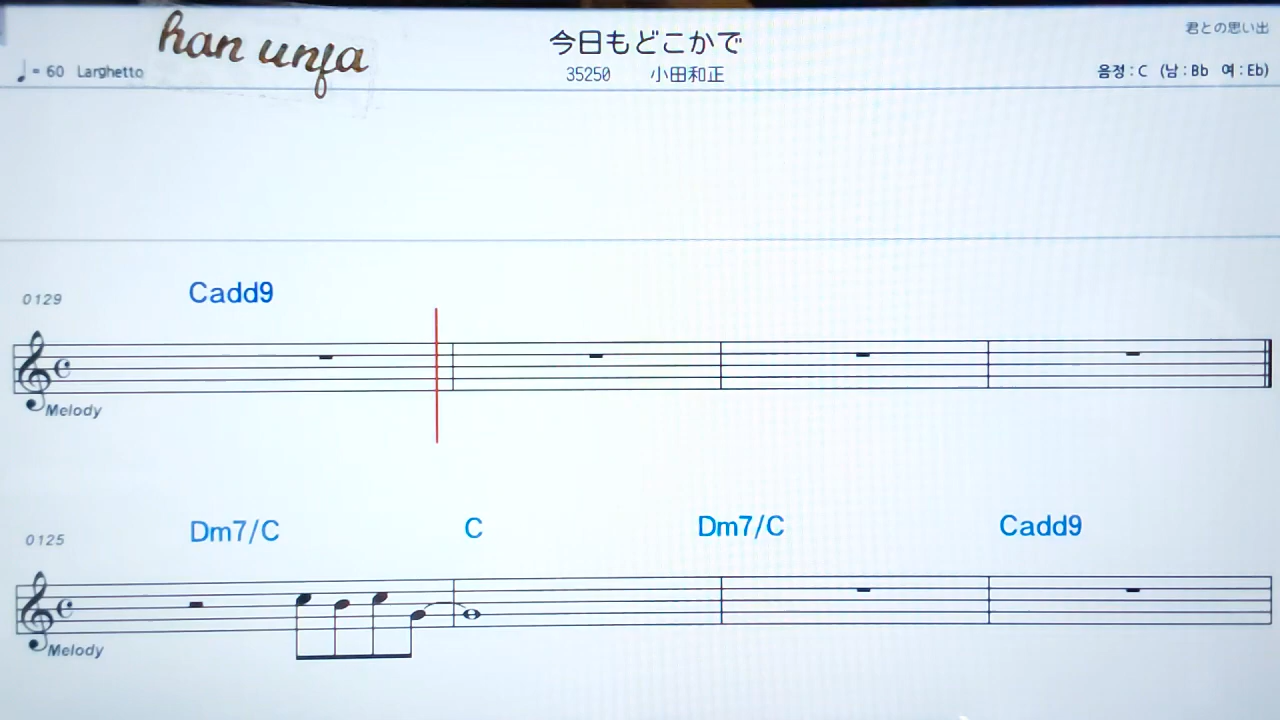 han unfa
今日もどこかで
君との思い出
♩ = 60 Larghetto
35250 小田和正
음정 : C (남 : Bb 여 : Eb)
0129
Cadd9
Melody
0125
Dm7/C C Dm7/C Cadd9
Melody